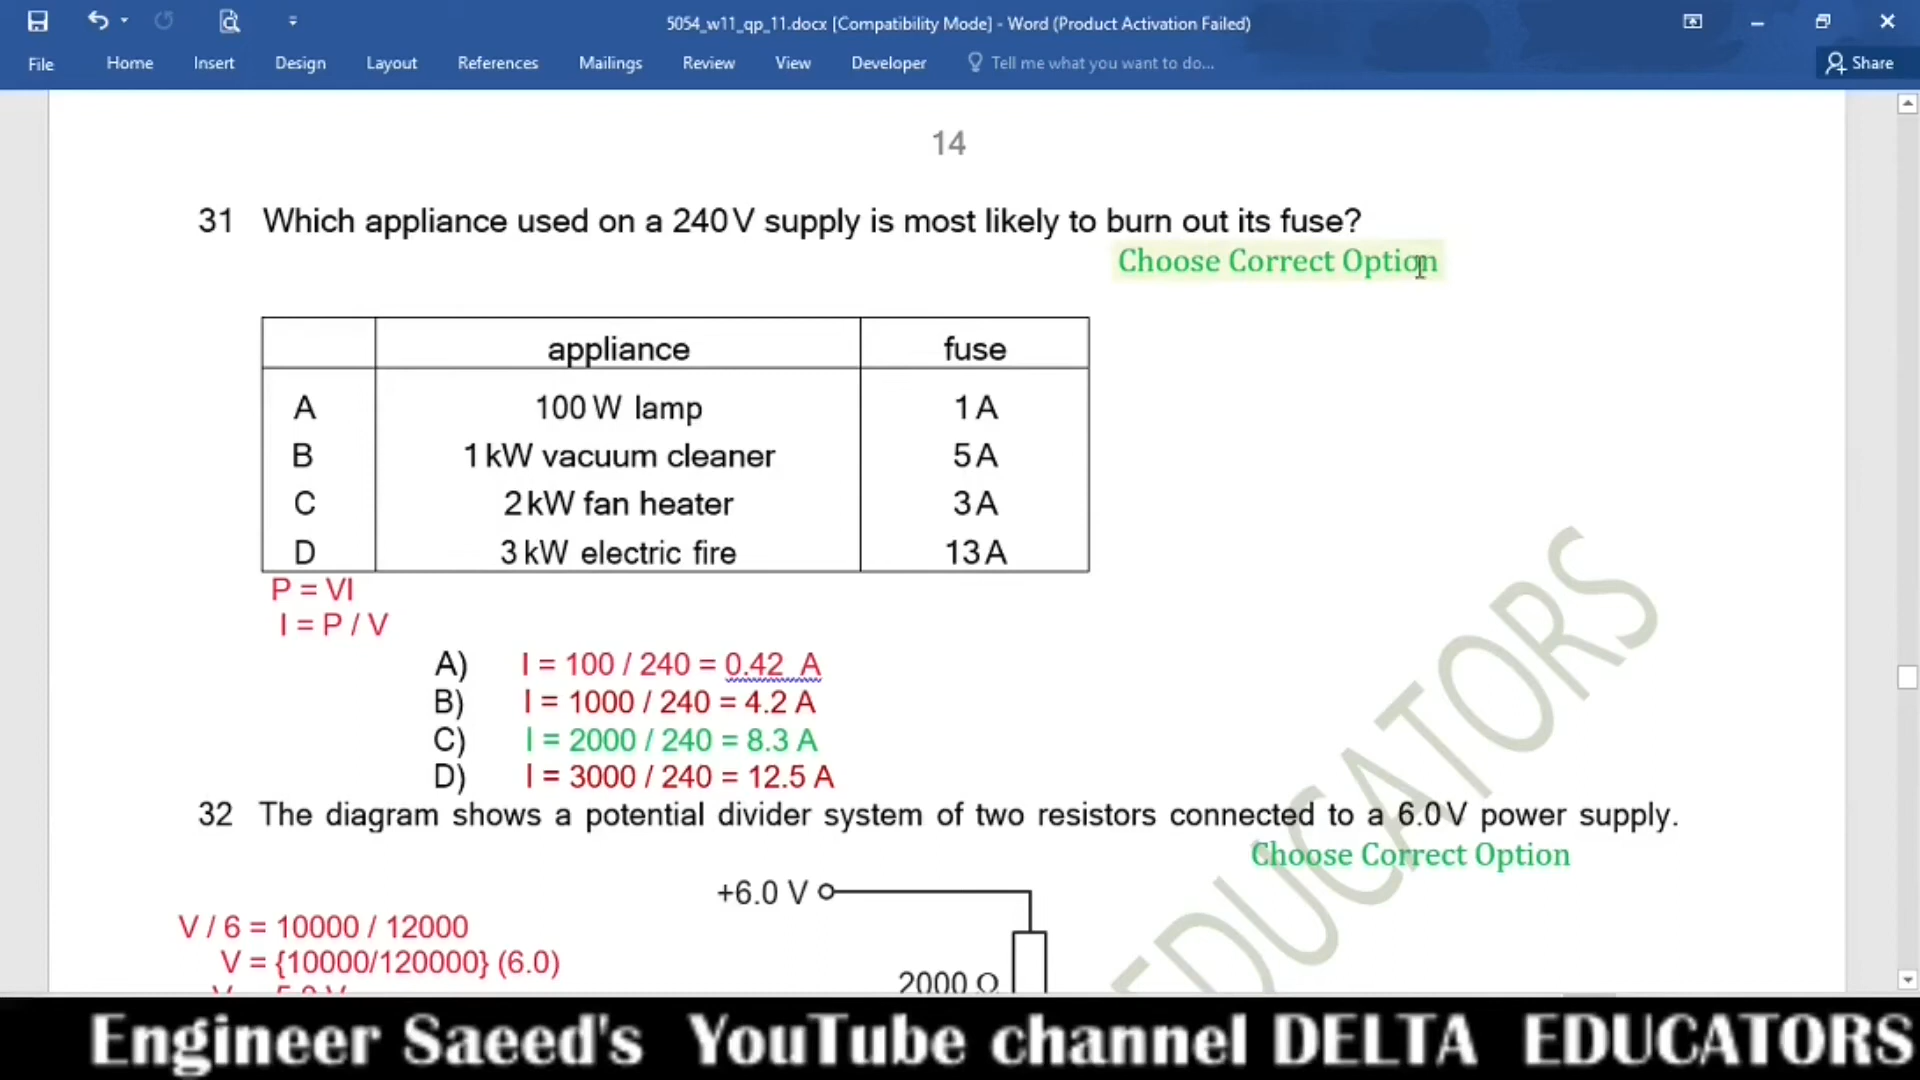 5054_w11_qp_11.docx [Compatibility Mode] - Word (Product Activation Failed)
File Home Insert Design Layout References Mailings Review View Developer Tell me what you want to do... Share
14
31 Which appliance used on a 240 V supply is most likely to burn out its fuse?
Choose Correct Option
appliance fuse
A 100 W lamp 1 A
B 1 kW vacuum cleaner 5 A
C 2 kW fan heater 3 A
D 3 kW electric fire 13 A
P = VI
I = P / V
A) I = 100 / 240 = 0.42 A
B) I = 1000 / 240 = 4.2 A
C) I = 2000 / 240 = 8.3 A
D) I = 3000 / 240 = 12.5 A
32 The diagram shows a potential divider system of two resistors connected to a 6.0 V power supply.
Choose Correct Option
+6.0 V
V / 6 = 10000 / 12000
V = {10000/120000} (6.0)
2000 Ω
EDUCATORS
Engineer Saeed's YouTube channel DELTA EDUCATORS